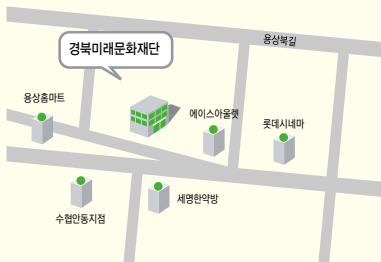 용상북길
경북미래문화재단
용상홈마트
에이스아울렛
롯데시네마
세명한약방
수협안동지점